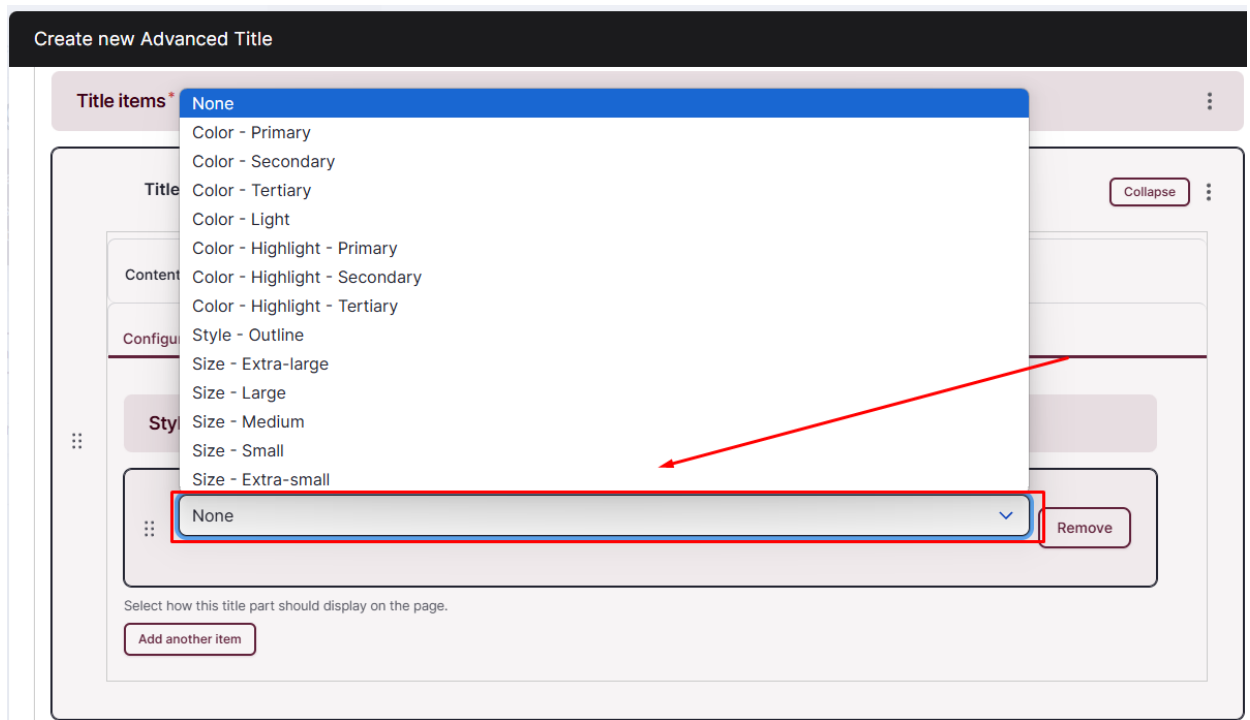 Create new Advanced Title
Title items*
None
Color - Primary
Color - Secondary
Title
Color - Tertiary
Collapse
Color - Light
Color - Highlight - Primary
Content
Color - Highlight - Secondary
Color - Highlight - Tertiary
Style - Outline
Configu
Size - Extra-large
Size - Large
Styl
Size - Medium
Size - Small
Size - Extra-small
None
Remove
Select how this title part should display on the page.
Add another item